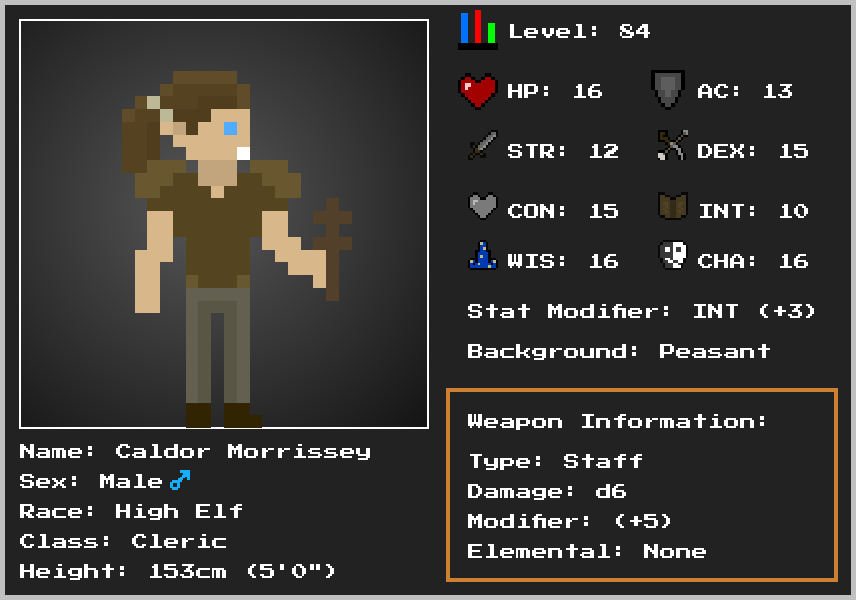 Level: 84
HP: 16 AC: 13
STR: 12 DEX: 15
CON: 15 INT: 10
WIS: 16 CHA: 16
Stat Modifier: INT (+3)
Background: Peasant
Weapon Information:
Type: Staff
Damage: d6
Modifier: (+5)
Elemental: None
Name: Caldor Morrissey
Sex: Male♂
Race: High Elf
Class: Cleric
Height: 153cm (5'0")